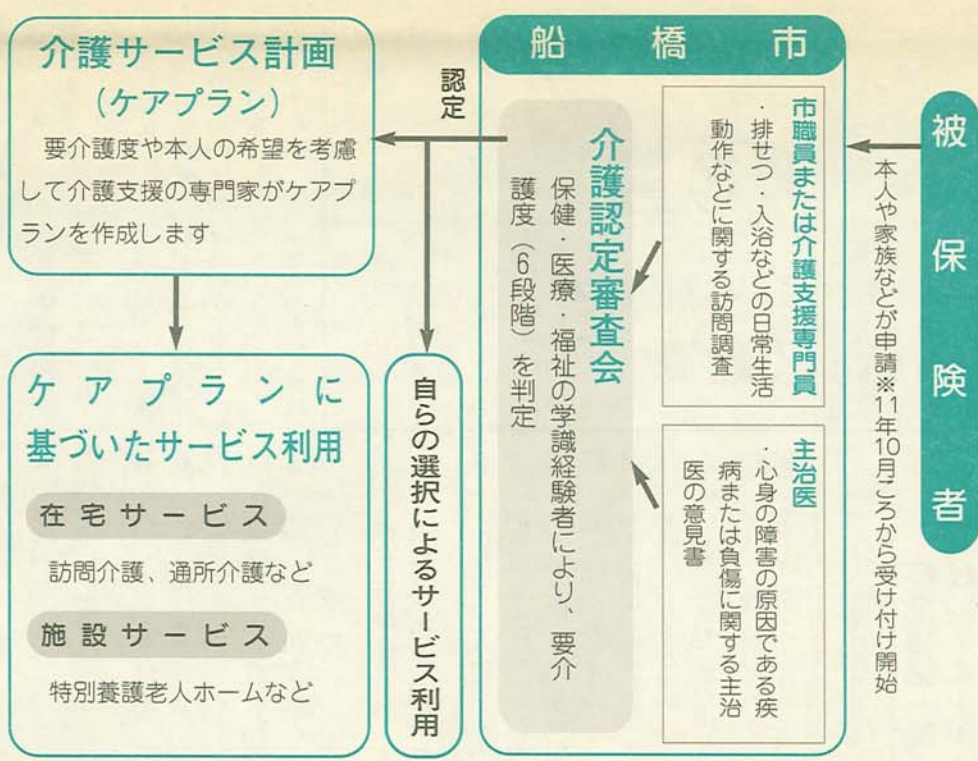 被保険者
本人や家族などが申請※11年10月ころから受け付け開始
船橋市
市職員または介護支援専門員
・排せつ・入浴などの日常生活
動作などに関する訪問調査
主治医
・心身の障害の原因である疾
病または負傷に関する主治
医の意見書
介護認定審査会
保健・医療・福祉の学識経験者により、要介
護度（6段階）を判定
認定
介護サービス計画
（ケアプラン）
要介護度や本人の希望を考慮
して介護支援の専門家がケアプ
ランを作成します
自らの選択によるサービス利用
ケアプランに
基づいたサービス利用
在宅サービス
訪問介護、通所介護など
施設サービス
特別養護老人ホームなど